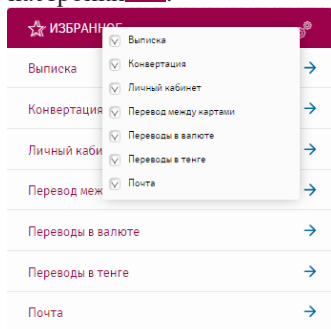 ИЗБРАННОЕ
Выписка
Конвертация
Личный кабинет
Перевод между картами
Переводы в валюте
Переводы в тенге
Почта
Выписка
Конвертация
Личный каби
Перевод меж
Переводы в валюте
Переводы в тенге
Почта